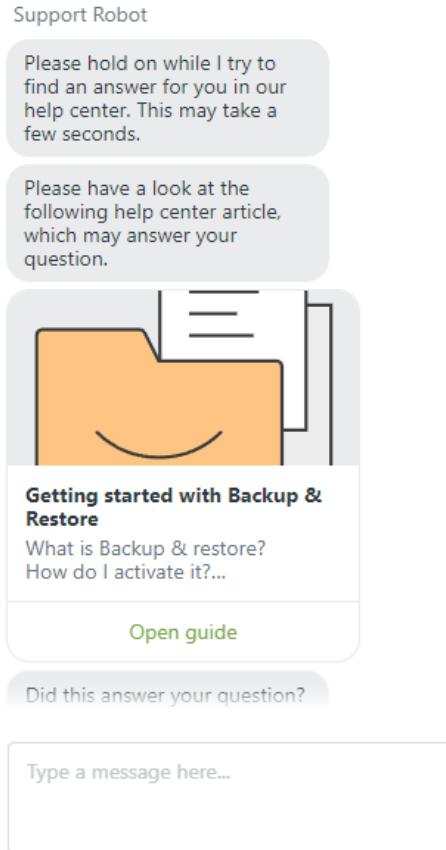 Support Robot
Please hold on while I try to
find an answer for you in our
help center. This may take a
few seconds.
Please have a look at the
following help center article,
which may answer your
question.
Getting started with Backup &
Restore
What is Backup & restore?
How do I activate it?...
Open guide
Did this answer your question?
Type a message here...